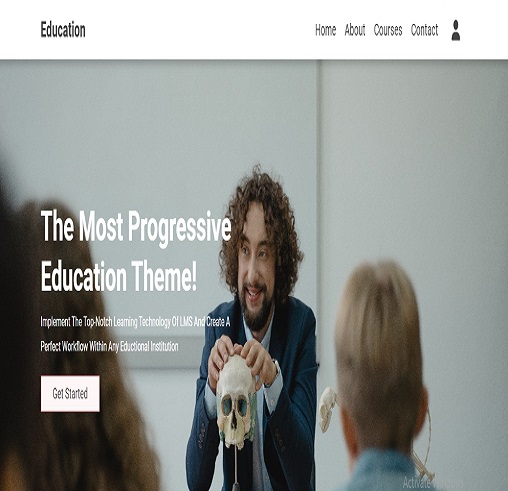 Education
Home About Courses Contact
The Most Progressive
Education Theme!
Implement The Top-Notch Learning Technology Of LMS And Create A
Perfect Workflow Within Any Eductional Institution
Get Started
Activate